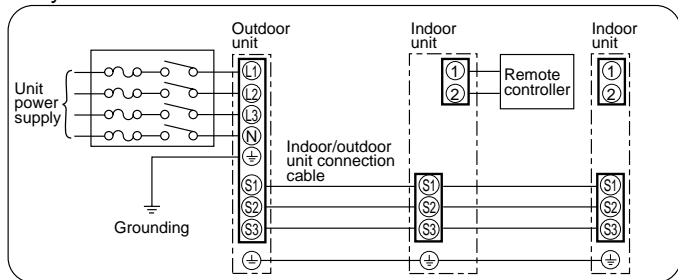 Outdoor
unit
Indoor
unit
Indoor
unit
Unit
power
supply
L1
L2
L3
N
1
2
Remote
controller
1
2
Indoor/outdoor
unit connection
cable
Grounding
S1
S2
S3
S1
S2
S3
S1
S2
S3